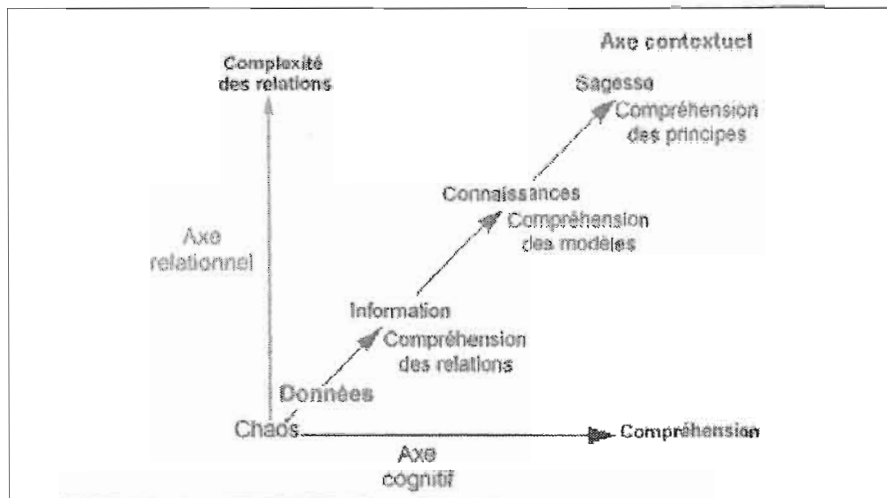 Axe contextuel
Complexité
des relations
Sagesse
Compréhension
des principes
Connaissances
Compréhension
des modèles
Axe
relationnel
Information
Compréhension
des relations
Données
Chaos
Compréhension
Axe
cognitif